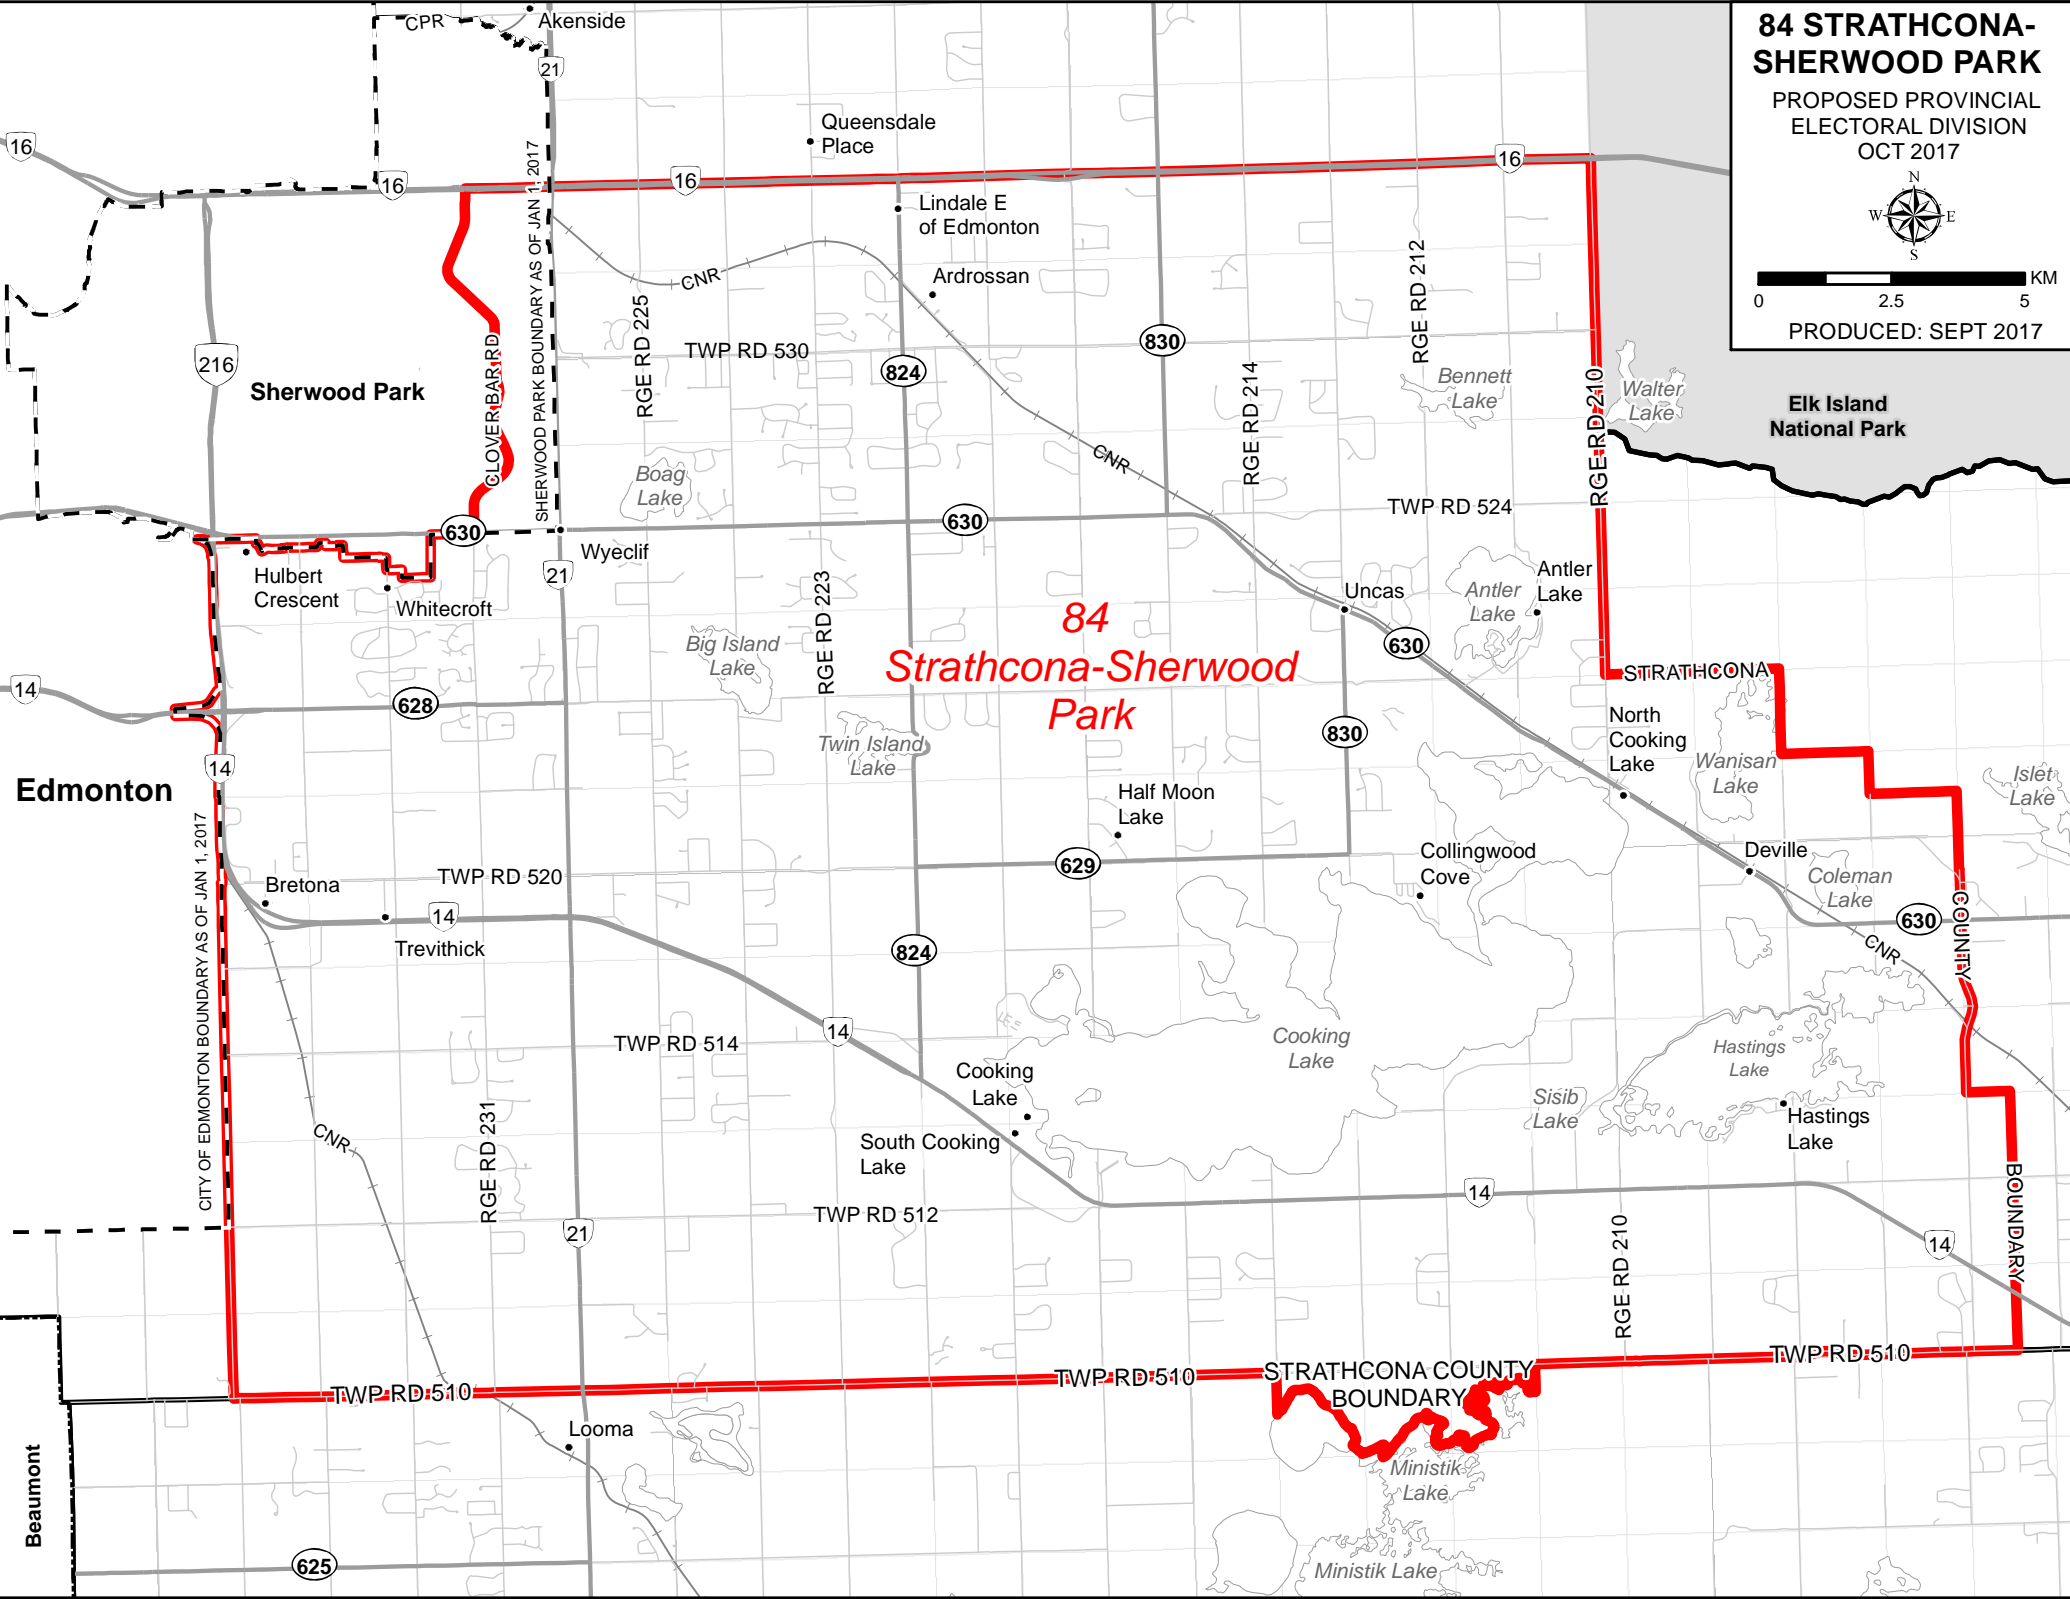 84 STRATHCONA-
SHERWOOD PARK
PROPOSED PROVINCIAL
ELECTORAL DIVISION
OCT 2017
N
W
E
S
KM
0
2.5
5
PRODUCED: SEPT 2017
CPR
Akenside
21
16
Queensdale
Place
16
16
16
Lindale E
of Edmonton
CNR
Ardrossan
216
Sherwood Park
CLOVERBAR RD
SHERWOOD PARK BOUNDARY AS OF JAN 1, 2017
RGE RD 225
TWP RD 530
824
830
RGE RD 212
RGE RD 214
Bennett
Lake
RGE RD 210
Walter
Lake
Elk Island
National Park
CNR
Boag
Lake
TWP RD 524
630
630
Wyeclif
21
Hulbert
Crescent
Whitecroft
RGE RD 223
Big Island
Lake
84
Strathcona-Sherwood
Park
Uncas
Antler
Lake
Antler
Lake
630
STRATHCONA
14
628
North
Cooking
Lake
Wanisan
Lake
Islet
Lake
830
Twin Island
Lake
14
Edmonton
Half Moon
Lake
629
Collingwood
Cove
Deville
Coleman
Lake
630
COUNTY
CNR
CITY OF EDMONTON BOUNDARY AS OF JAN 1, 2017
Bretona
TWP RD 520
14
Trevithick
824
14
TWP RD 514
Cooking
Lake
Cooking
Lake
South Cooking
Lake
Hastings
Lake
Sisib
Lake
Hastings
Lake
CNR
RGE RD 231
TWP RD 512
21
14
RGE RD 210
14
BOUNDARY
TWP RD 510
TWP RD 510
STRATHCONA COUNTY
BOUNDARY
TWP RD 510
Looma
Ministik
Lake
Beaumont
625
Ministik Lake